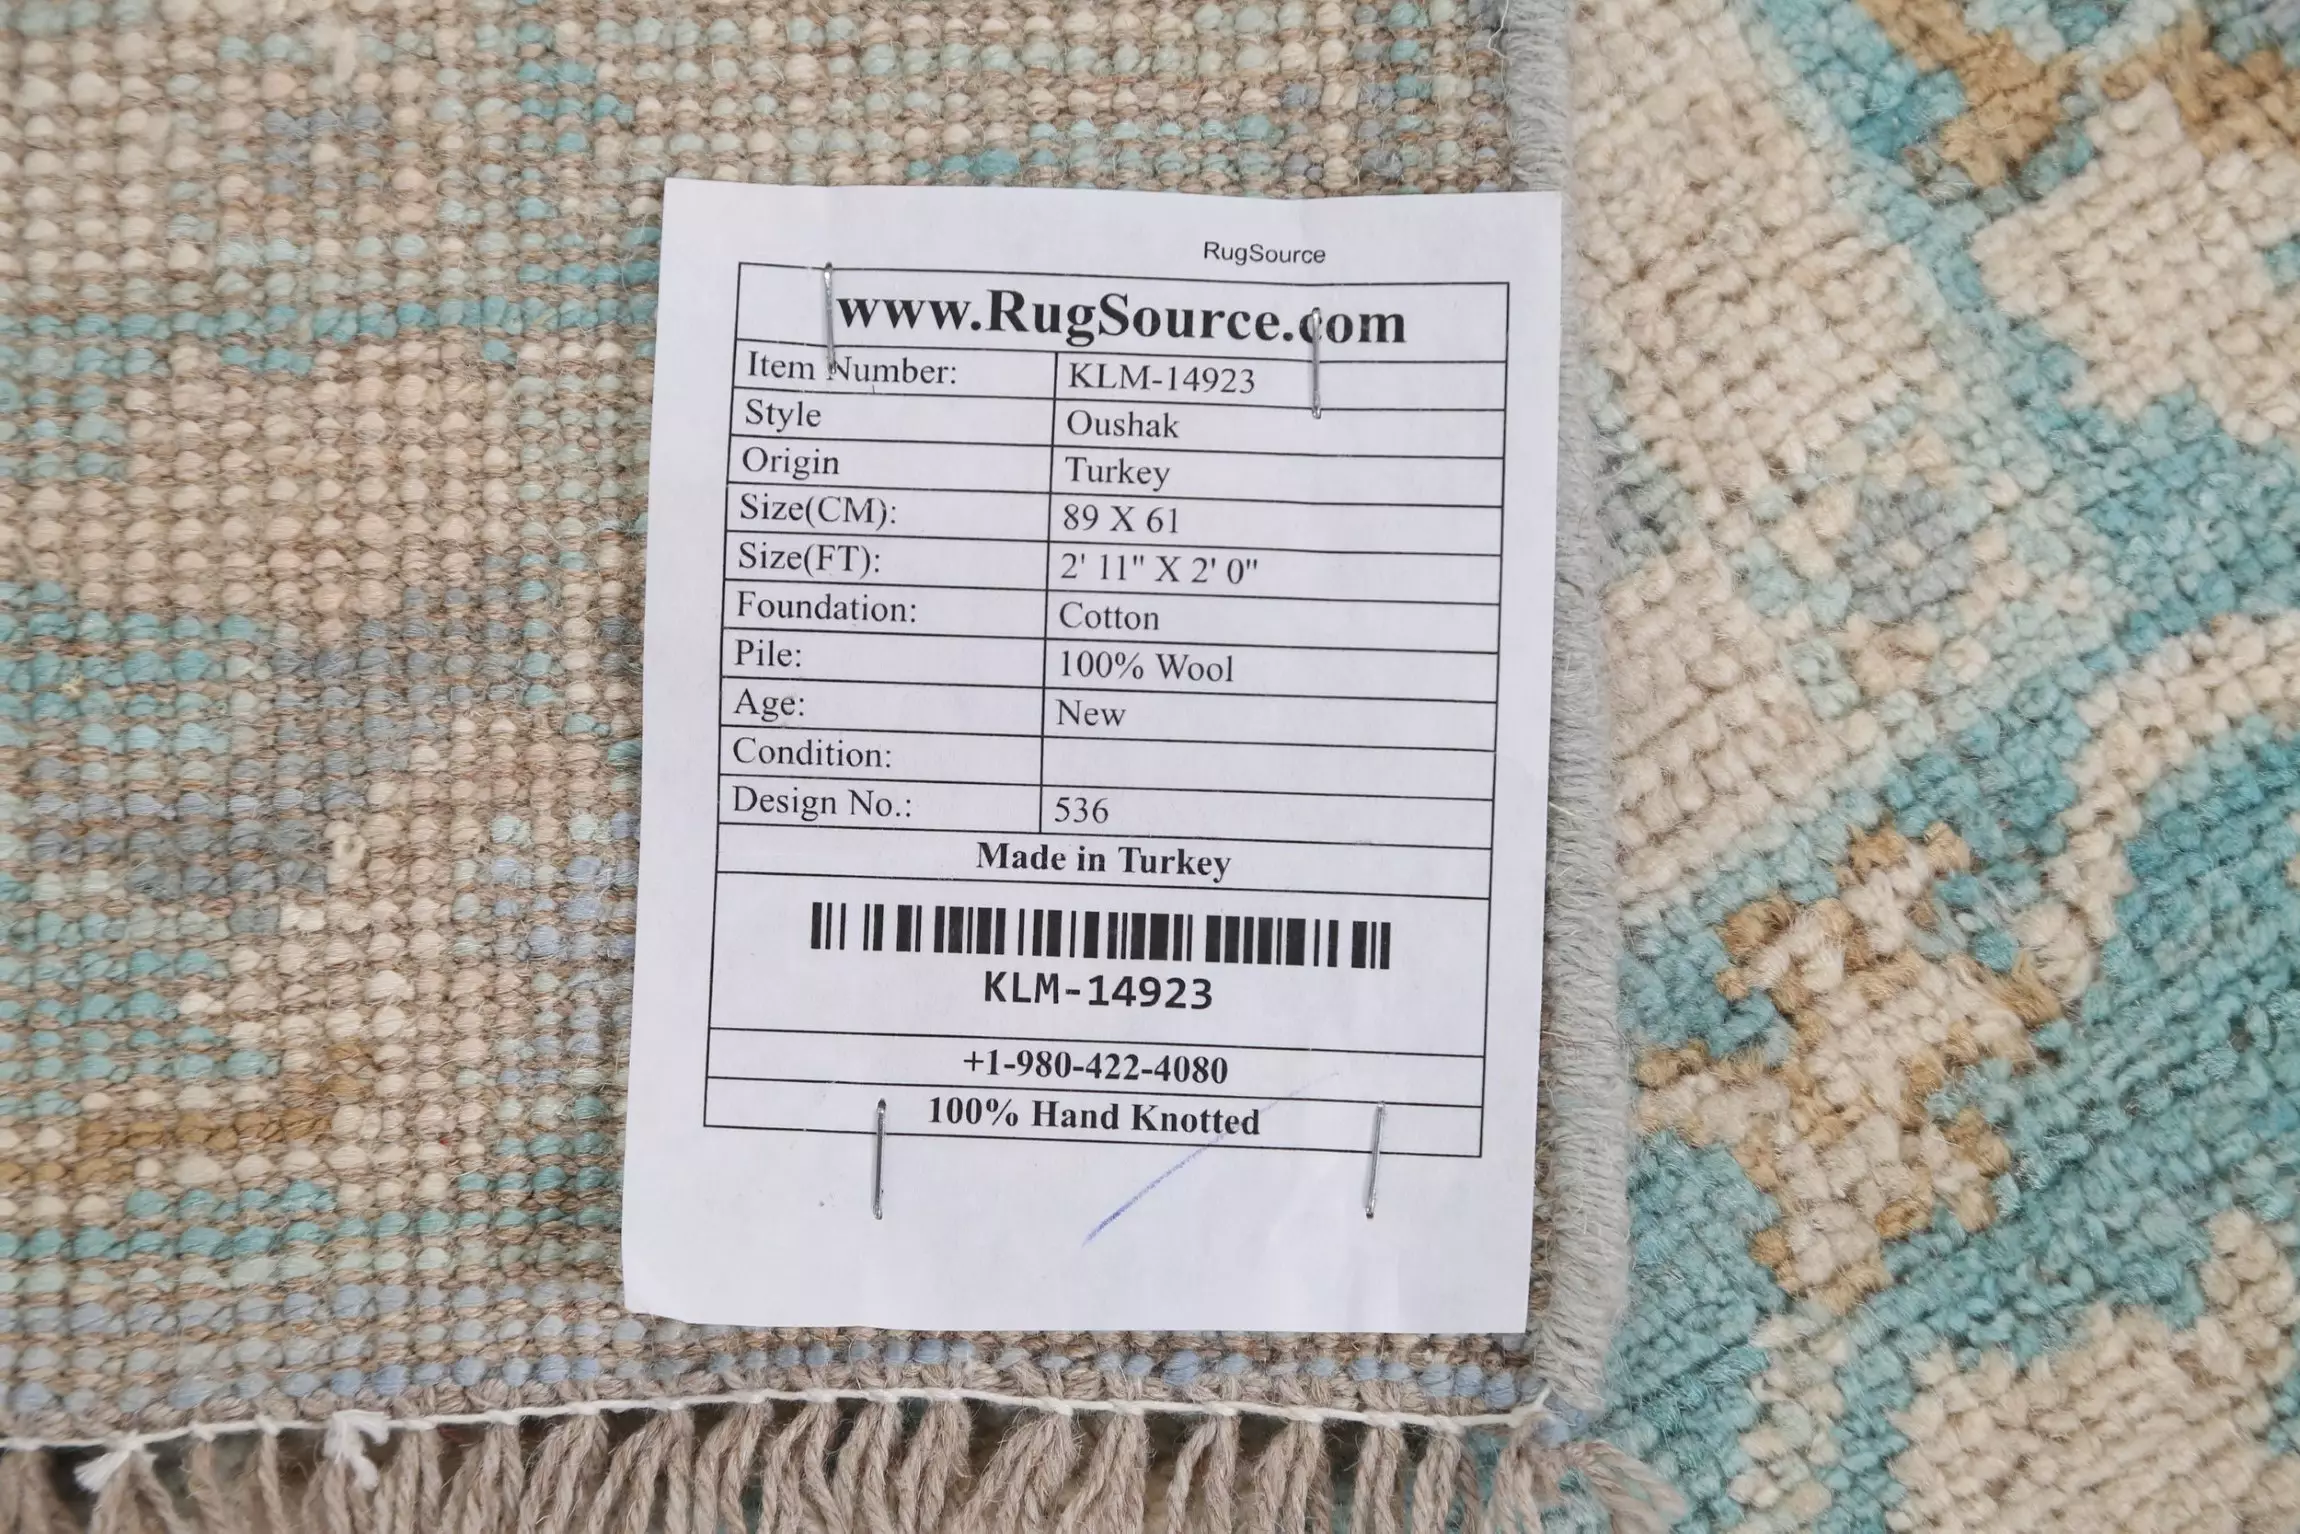 RugSource
www.RugSource.com
Item Number: KLM-14923
Style Oushak
Origin Turkey
Size(CM): 89 X 61
Size(FT): 2' 11" X 2' 0"
Foundation: Cotton
Pile: 100% Wool
Age: New
Condition:
Design No.: 536
Made in Turkey
KLM-14923
+1-980-422-4080
100% Hand Knotted